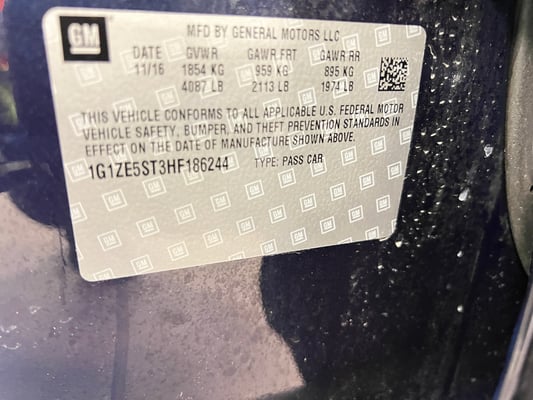 GM
MFD BY GENERAL MOTORS LLC
DATE GVWR GAWR FRT GAWR RR
11/16 1854 KG 959 KG 895 KG
4087 LB 2113 LB 1974 LB
THIS VEHICLE CONFORMS TO ALL APPLICABLE U.S. FEDERAL MOTOR
VEHICLE SAFETY, BUMPER, AND THEFT PREVENTION STANDARDS IN
EFFECT ON THE DATE OF MANUFACTURE SHOWN ABOVE.
1G1ZE5ST3HF186244 TYPE: PASS CAR